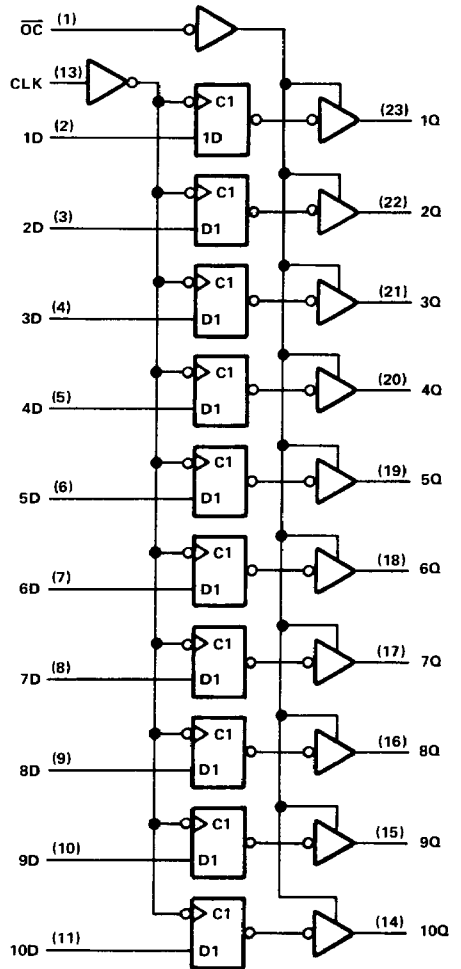 OC (1)
CLK (13)
C1
1D (2) 1D (23) 1Q
C1
2D (3) D1 (22) 2Q
C1
3D (4) D1 (21) 3Q
C1
4D (5) D1 (20) 4Q
C1
5D (6) D1 (19) 5Q
C1
6D (7) D1 (18) 6Q
C1
7D (8) D1 (17) 7Q
C1
8D (9) D1 (16) 8Q
C1
9D (10) D1 (15) 9Q
C1
10D (11) D1 (14) 10Q